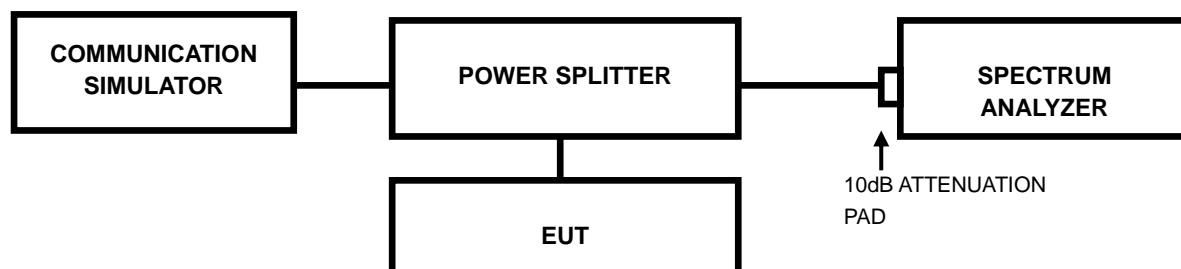 COMMUNICATION
SIMULATOR
POWER SPLITTER
SPECTRUM
ANALYZER
10dB ATTENUATION
PAD
EUT